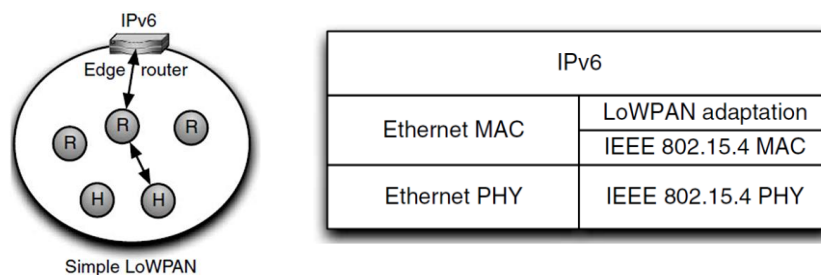 IPv6
Edge router
R
R
R
H
H
Simple LoWPAN
IPv6
Ethernet MAC
LoWPAN adaptation
IEEE 802.15.4 MAC
Ethernet PHY
IEEE 802.15.4 PHY